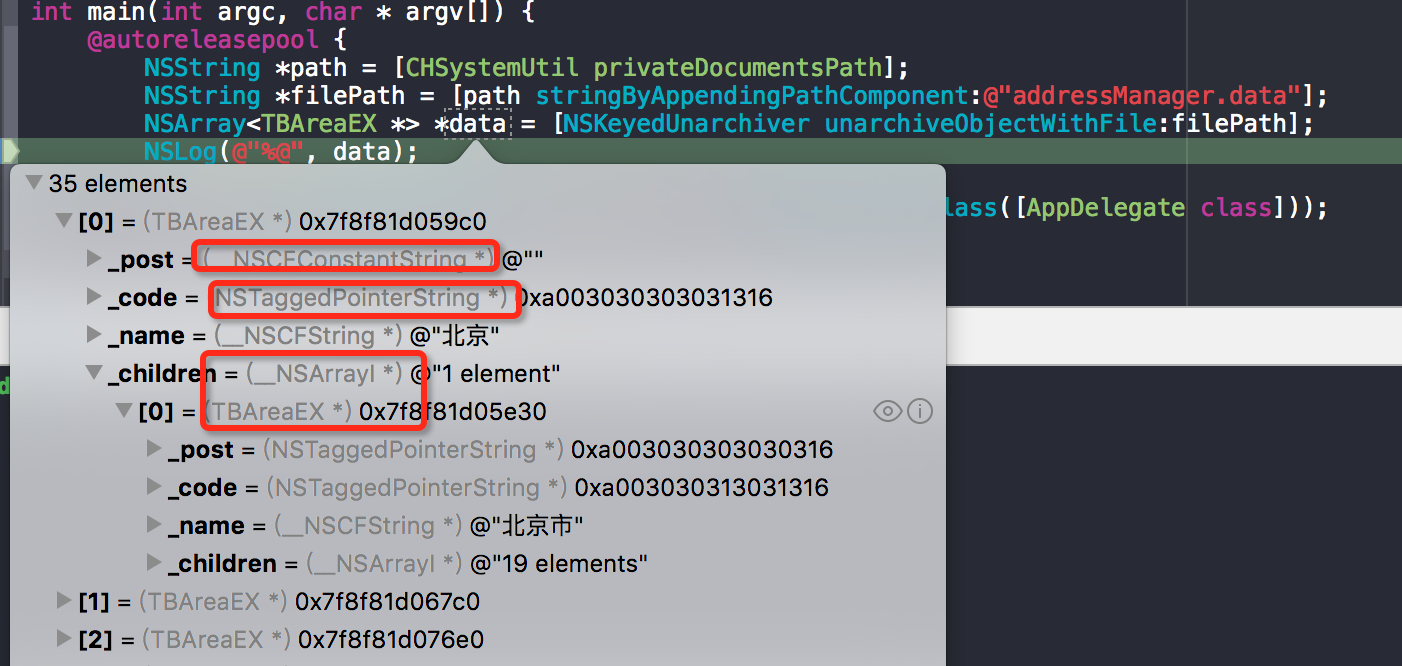 int main(int argc, char * argv[]) {
@autoreleasepool {
NSString *path = [CHSystemUtil privateDocumentsPath];
NSString *filePath = [path stringByAppendingPathComponent:@"addressManager.data"];
NSArray<TBAreaEX *> *data = [NSKeyedUnarchiver unarchiveObjectWithFile:filePath];
NSLog(@"%@", data);
35 elements
lass([AppDelegate class]));
[0] = (TBAreaEX *) 0x7f8f81d059c0
_post = (__NSCFConstantString *) @""
_code = NSTaggedPointerString *) 0xa003030303031316
_name = (__NSCFString *) @"北京"
_children = (__NSArrayI *) @"1 element"
d
[0] = (TBAreaEX *) 0x7f8f81d05e30
_post = (NSTaggedPointerString *) 0xa003030303030316
_code = (NSTaggedPointerString *) 0xa003030313031316
_name = (__NSCFString *) @"北京市"
_children = (__NSArrayI *) @"19 elements"
[1] = (TBAreaEX *) 0x7f8f81d067c0
[2] = (TBAreaEX *) 0x7f8f81d076e0